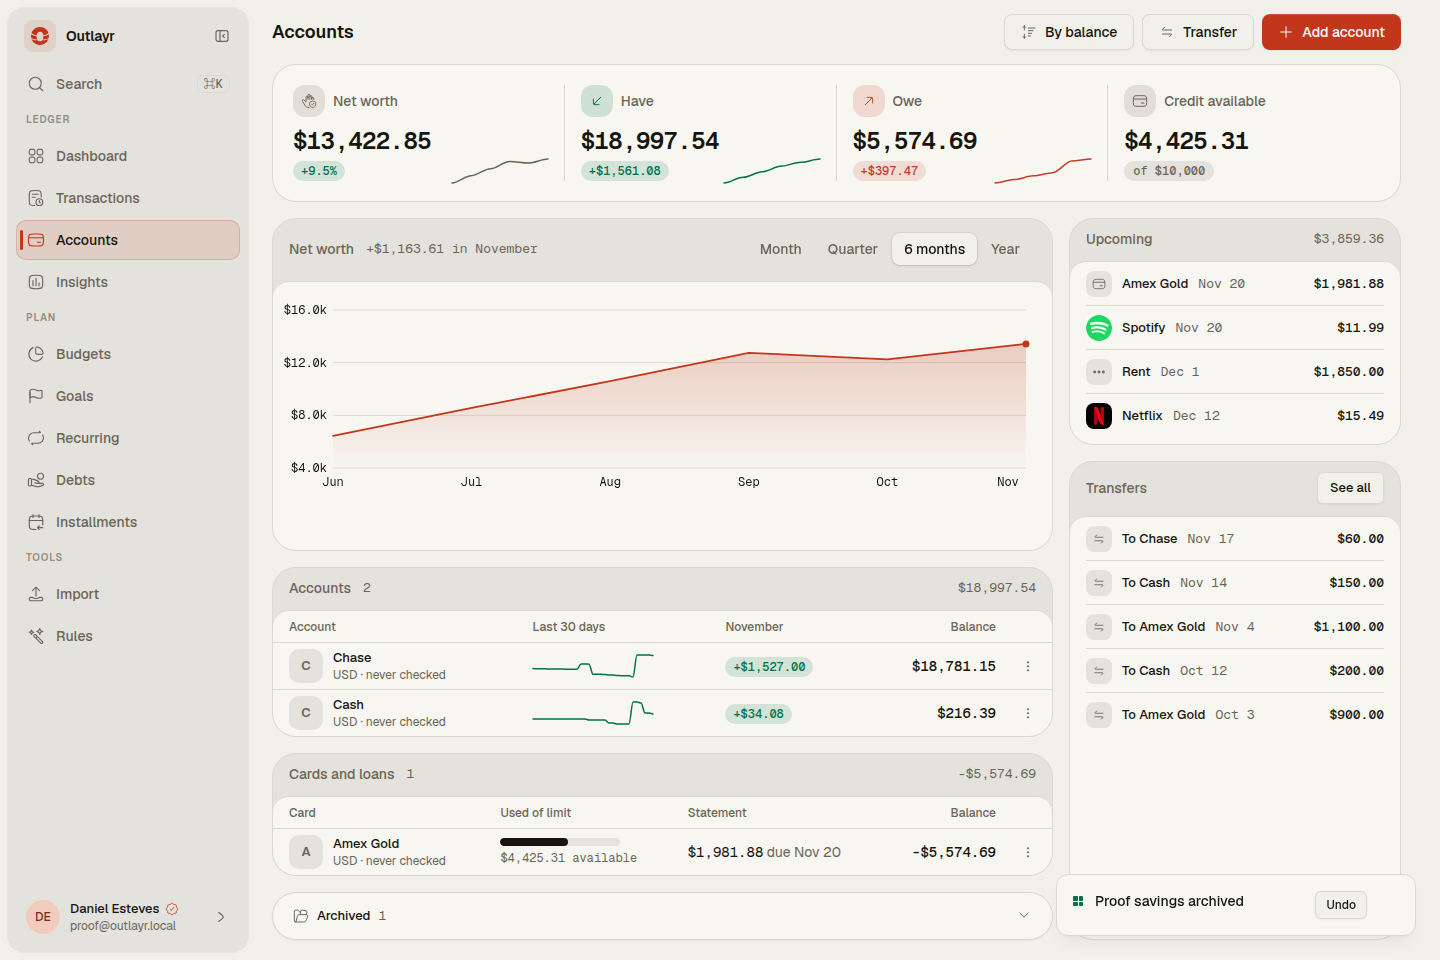 Outlayr
Search ⌘K
LEDGER
Dashboard
Transactions
Accounts
Insights
PLAN
Budgets
Goals
Recurring
Debts
Installments
TOOLS
Import
Rules
DE Daniel Esteves
proof@outlayr.local
Accounts
By balance
Transfer
Add account
Net worth
$13,422.85
+9.5%
Have
$18,997.54
+$1,561.08
Owe
$5,574.69
+$397.47
Credit available
$4,425.31
of $10,000
Net worth +$1,163.61 in November
Month Quarter 6 months Year
$16.0k
$12.0k
$8.0k
$4.0k
Jun Jul Aug Sep Oct Nov
Accounts 2 $18,997.54
Account Last 30 days November Balance
C Chase
USD · never checked
+$1,527.00 $18,781.15
C Cash
USD · never checked
+$34.08 $216.39
Cards and loans 1 -$5,574.69
Card Used of limit Statement Balance
A Amex Gold
USD · never checked
$4,425.31 available
$1,981.88 due Nov 20
-$5,574.69
Archived 1
Upcoming $3,859.36
Amex Gold Nov 20 $1,981.88
Spotify Nov 20 $11.99
Rent Dec 1 $1,850.00
N Netflix Dec 12 $15.49
Transfers See all
To Chase Nov 17 $60.00
To Cash Nov 14 $150.00
To Amex Gold Nov 4 $1,100.00
To Cash Oct 12 $200.00
To Amex Gold Oct 3 $900.00
Proof savings archived Undo